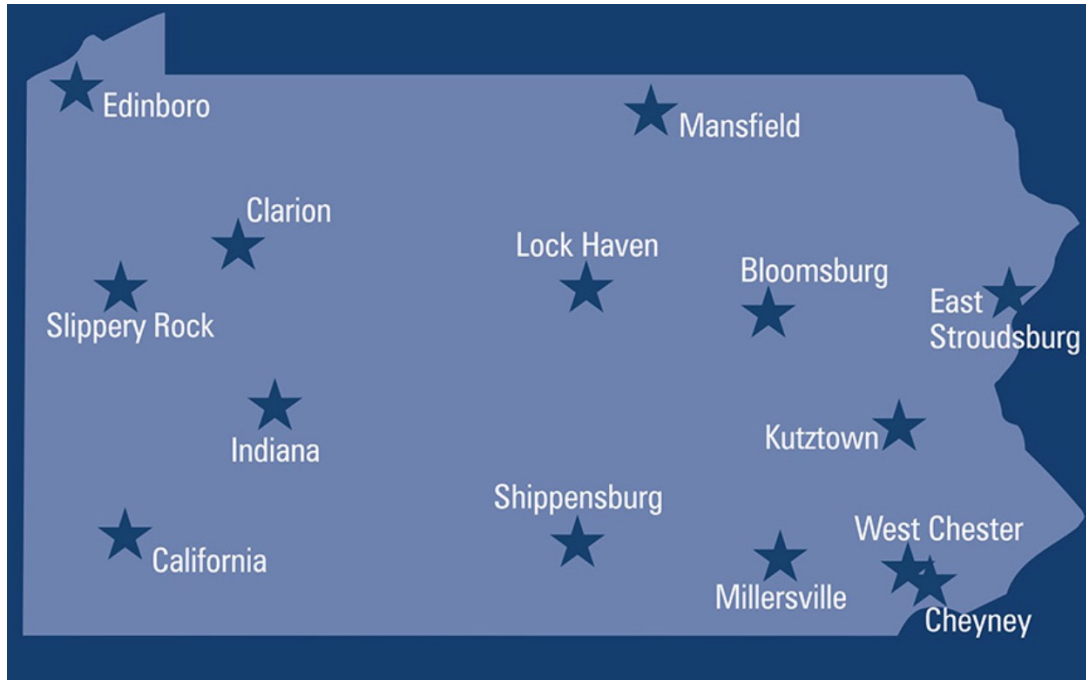 Edinboro
Mansfield
Clarion
Lock Haven
Bloomsburg
East
Stroudsburg
Slippery Rock
Indiana
Kutztown
Shippensburg
West Chester
California
Millersville
Cheyney